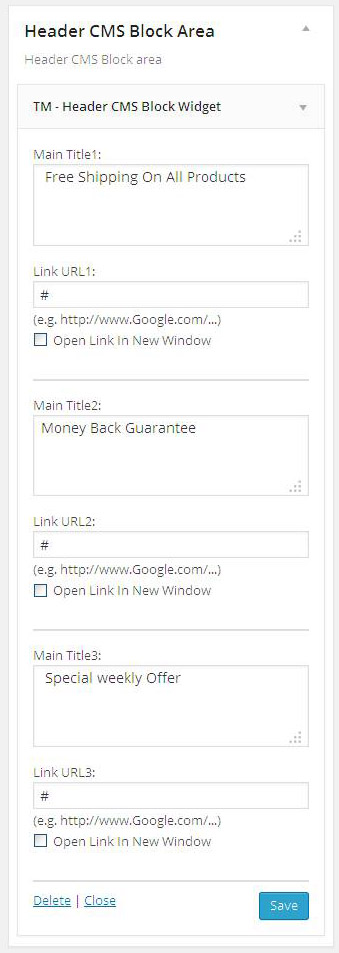 Header CMS Block Area
Header CMS Block area
TM - Header CMS Block Widget
Main Title1:
Free Shipping On All Products
Link URL1:
#
(e.g. http://www.Google.com/...)
Open Link In New Window
Main Title2:
Money Back Guarantee
Link URL2:
#
(e.g. http://www.Google.com/...)
Open Link In New Window
Main Title3:
Special weekly Offer
Link URL3:
#
(e.g. http://www.Google.com/...)
Open Link In New Window
Delete | Close Save